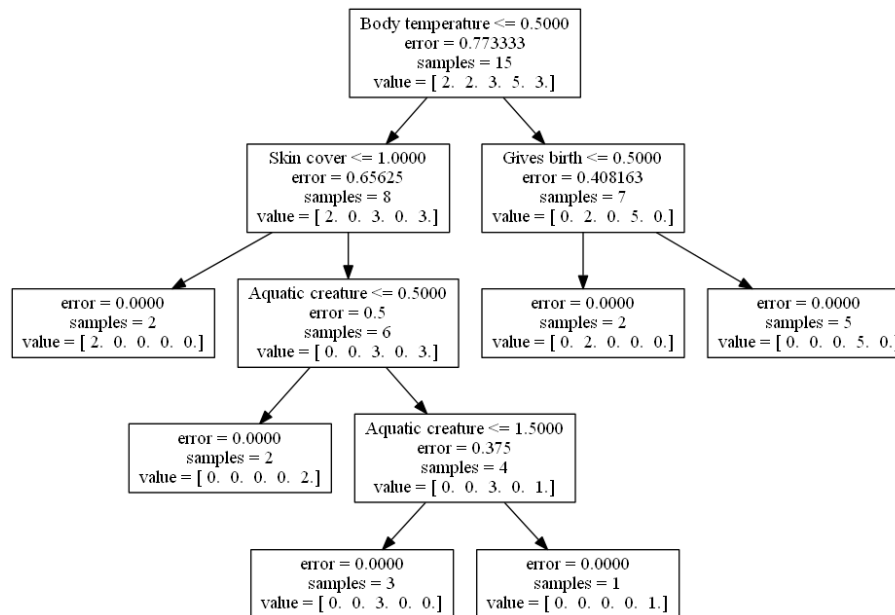 Body temperature <= 0.5000
error = 0.773333
samples = 15
value = [ 2. 2. 3. 5. 3.]
Skin cover <= 1.0000
error = 0.65625
samples = 8
value = [ 2. 0. 3. 0. 3.]
Gives birth <= 0.5000
error = 0.408163
samples = 7
value = [ 0. 2. 0. 5. 0.]
error = 0.0000
samples = 2
value = [ 2. 0. 0. 0. 0.]
Aquatic creature <= 0.5000
error = 0.5
samples = 6
value = [ 0. 0. 3. 0. 3.]
error = 0.0000
samples = 2
value = [ 0. 2. 0. 0. 0.]
error = 0.0000
samples = 5
value = [ 0. 0. 0. 5. 0.]
error = 0.0000
samples = 2
value = [ 0. 0. 0. 0. 2.]
Aquatic creature <= 1.5000
error = 0.375
samples = 4
value = [ 0. 0. 3. 0. 1.]
error = 0.0000
samples = 3
value = [ 0. 0. 3. 0. 0.]
error = 0.0000
samples = 1
value = [ 0. 0. 0. 0. 1.]